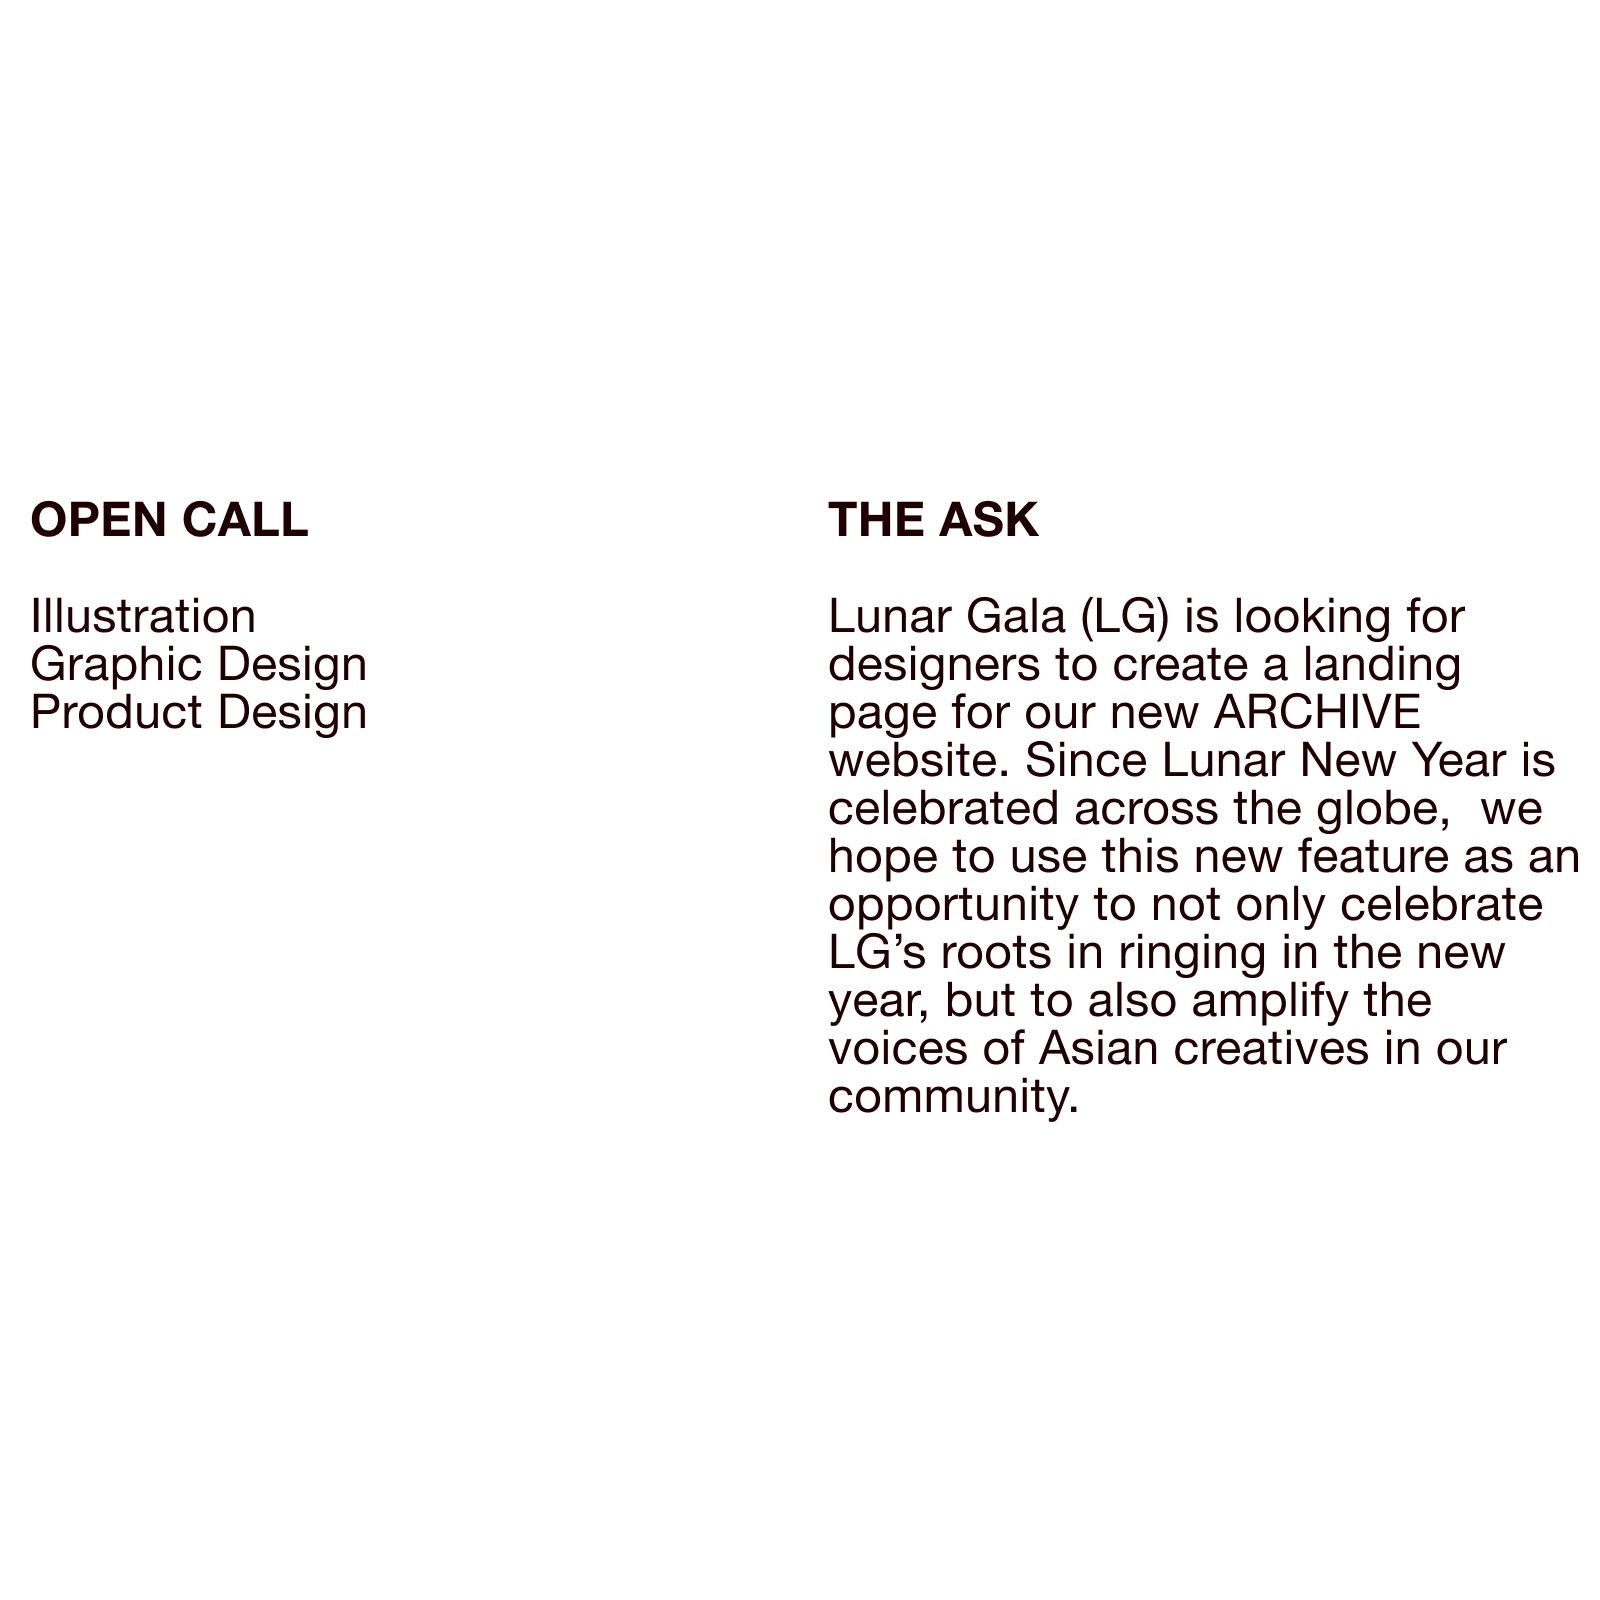 OPEN CALL
Illustration
Graphic Design
Product Design
THE ASK
Lunar Gala (LG) is looking for
designers to create a landing
page for our new ARCHIVE
website. Since Lunar New Year is
celebrated across the globe,  we
hope to use this new feature as an
opportunity to not only celebrate
LG’s roots in ringing in the new
year, but to also amplify the
voices of Asian creatives in our
community.